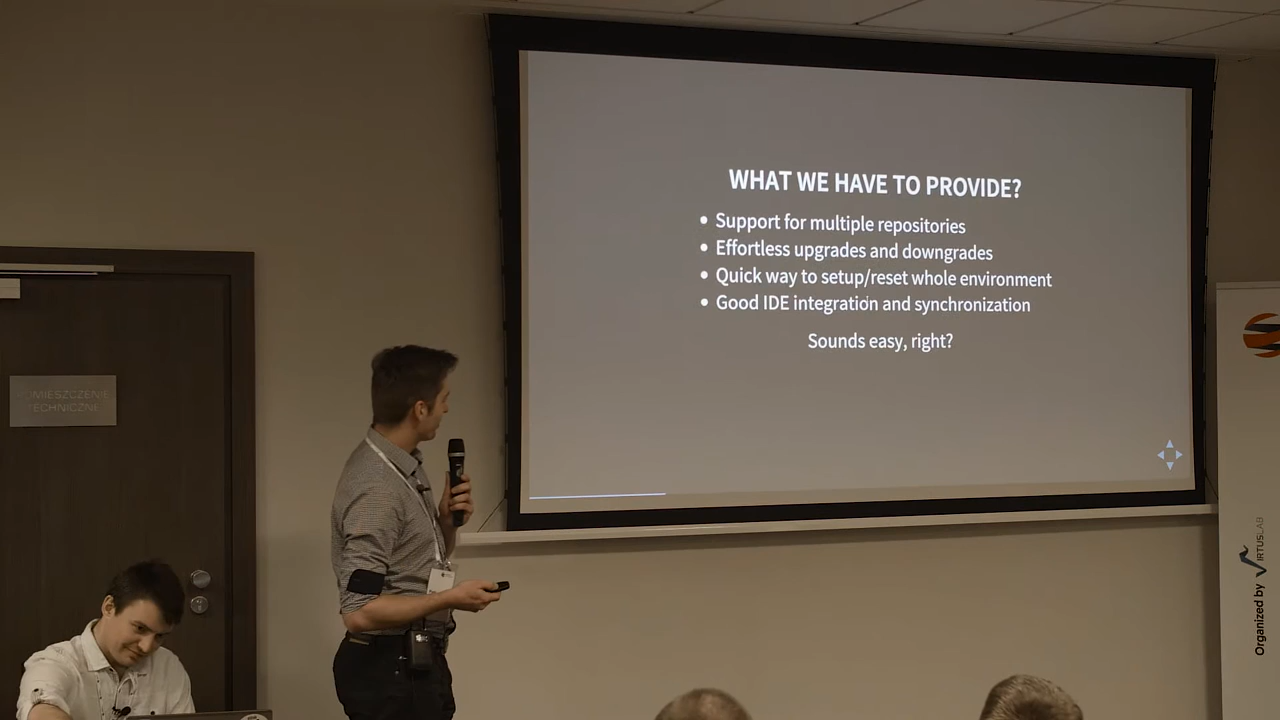 WHAT WE HAVE TO PROVIDE?
• Support for multiple repositories
• Effortless upgrades and downgrades
• Quick way to setup/reset whole environment
• Good IDE integration and synchronization
Sounds easy, right?
POMIESZCZENIE
TECHNICZNE
Organized by VIRTUSLAB